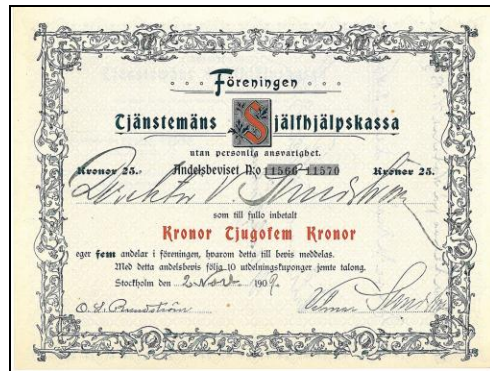 Föreningen
Tjänstemäns Själfhjälpskassa
utan personlig ansvarighet.
Kronor 25.- Andelsbeviset N:o 11566-11570 Kronor 25.
Direktör V.
som till fullo inbetalt
Kronor Tjugofem Kronor
eger fem andelar i föreningen, hvarom detta till bevis meddelas.
Med detta andelsbevis följa 10 utdelningskuponger jemte talong.
Stockholm den 2 Nov. 1909.